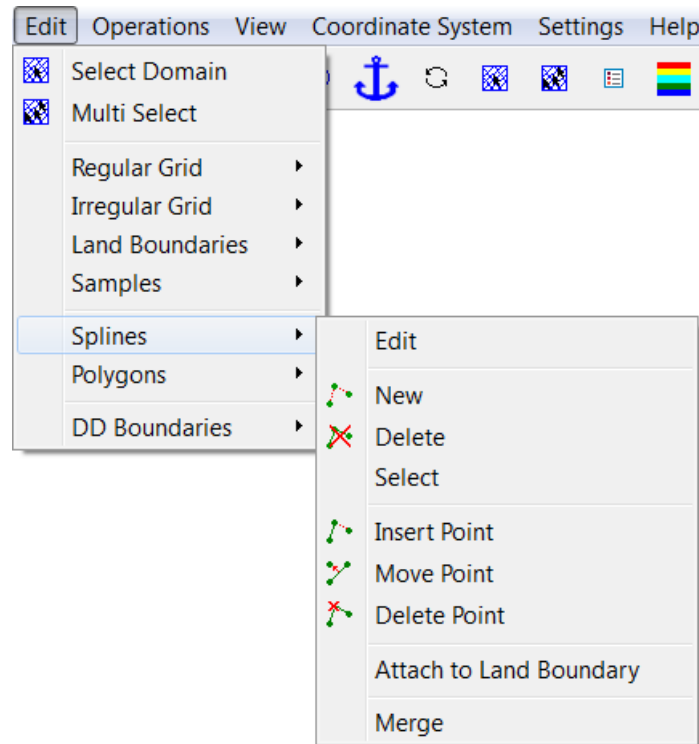 Edit Operations View Coordinate System Settings Help
Select Domain
Multi Select
Regular Grid
Irregular Grid
Land Boundaries
Samples
Splines
Polygons
DD Boundaries
Edit
New
Delete
Select
Insert Point
Move Point
Delete Point
Attach to Land Boundary
Merge